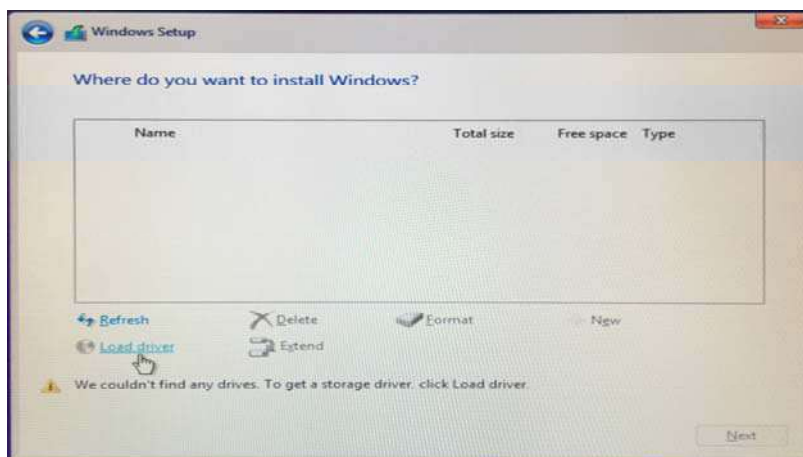 Windows Setup
Where do you want to install Windows?
Name Total size Free space Type
Refresh Delete Format New
Load driver Extend
We couldn't find any drives. To get a storage driver, click Load driver.
Next